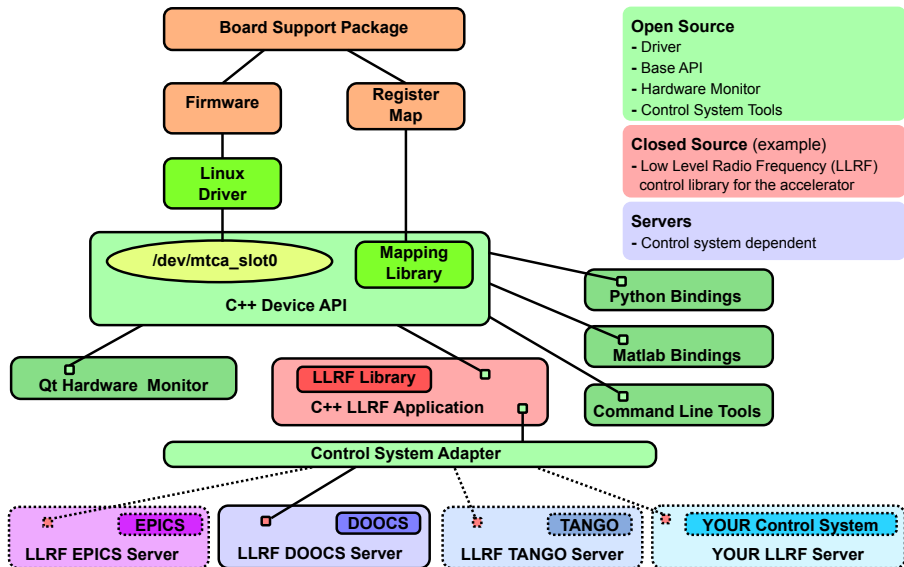 Board Support Package
Open Source
- Driver
- Base API
- Hardware Monitor
- Control System Tools
Firmware
Register
Map
Closed Source (example)
- Low Level Radio Frequency (LLRF)
control library for the accelerator
Linux
Driver
Servers
- Control system dependent
/dev/mtca_slot0
Mapping
Library
C++ Device API
Python Bindings
Matlab Bindings
Qt Hardware Monitor
LLRF Library
C++ LLRF Application
Command Line Tools
Control System Adapter
EPICS
LLRF EPICS Server
DOOCS
LLRF DOOCS Server
TANGO
LLRF TANGO Server
YOUR Control System
YOUR LLRF Server